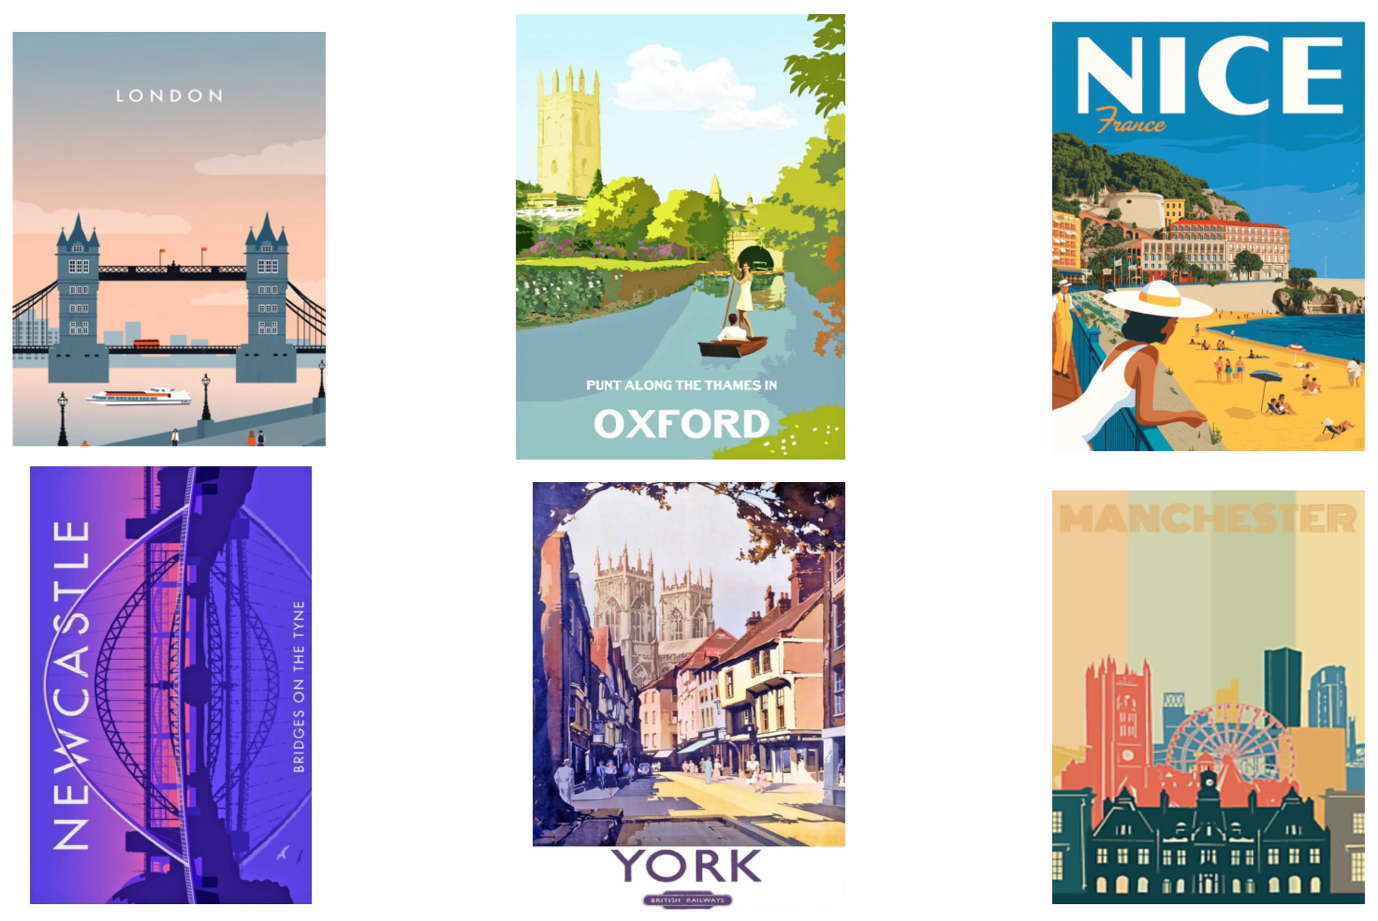 LONDON
PUNT ALONG THE THAMES IN
OXFORD
NICE
France
NEWCASTLE
BRIDGES ON THE TYNE
YORK
BRITISH RAILWAYS
MANCHESTER